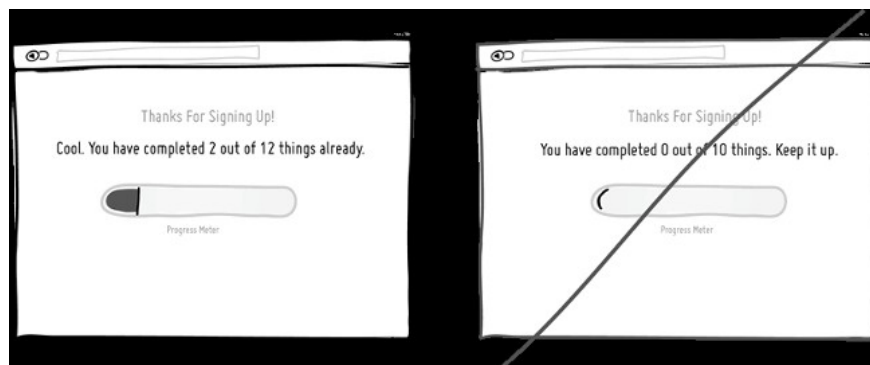 Thanks For Signing Up!
Cool. You have completed 2 out of 12 things already.
Progress Meter
Thanks For Signing Up!
You have completed 0 out of 10 things. Keep it up.
Progress Meter